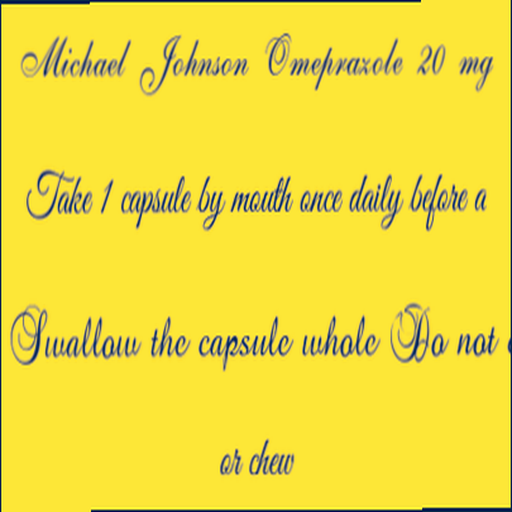 Michael Johnson Omeprazole 20 mg
Take 1 capsule by mouth once daily before a
Swallow the capsule whole Do not
or chew